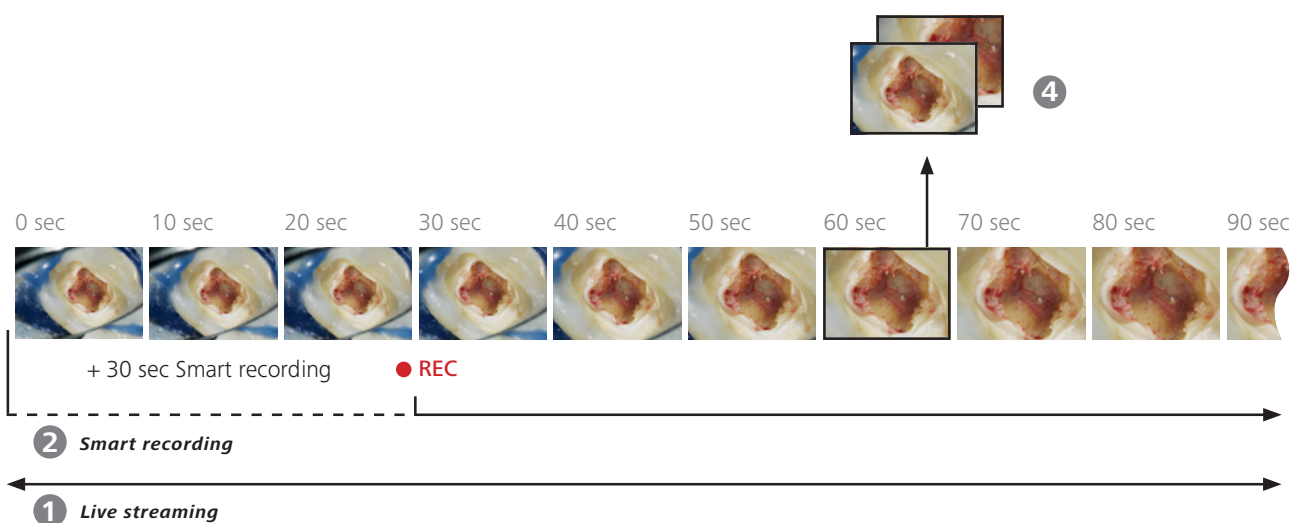 4
0 sec 10 sec 20 sec 30 sec 40 sec 50 sec 60 sec 70 sec 80 sec 90 sec
+ 30 sec Smart recording REC
2 Smart recording
1 Live streaming